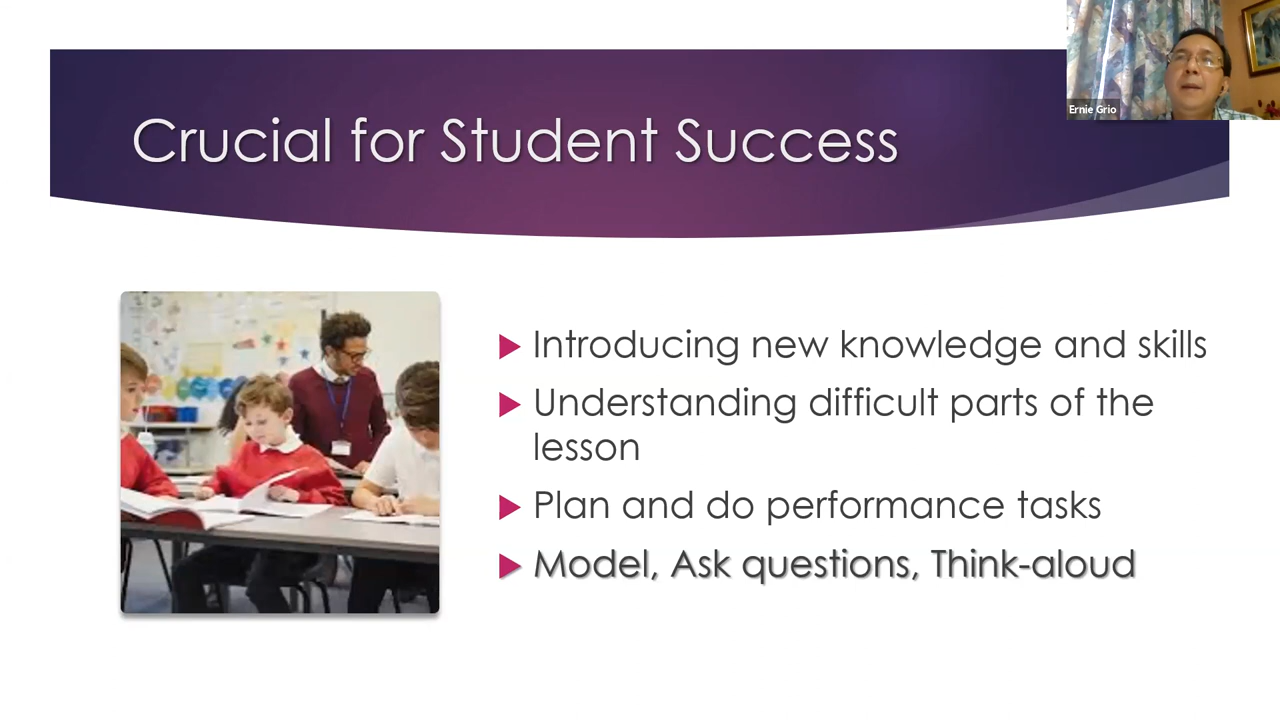 Crucial for Student Success
Ernie Grio
Introducing new knowledge and skills
Understanding difficult parts of the
lesson
Plan and do performance tasks
Model, Ask questions, Think-aloud